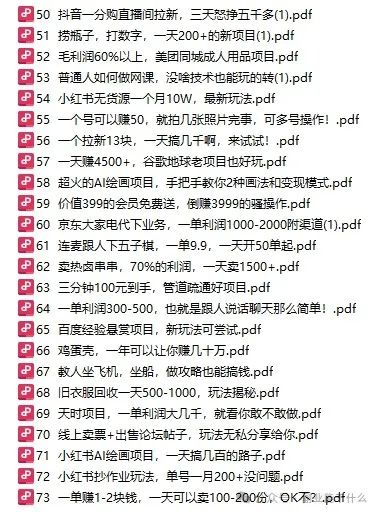 50 抖音一分购直播间拉新，三天怒挣五千多(1).pdf
51 捞瓶子，打数字，一天200+的新项目(1).pdf
52 毛利润60%以上，美团同城成人用品项目.pdf
53 普通人如何做网课，没啥技术也能玩的转(1).pdf
54 小红书无货源一个月10W，最新玩法.pdf
55 一个号可以赚50，就拍几张照片完事，可多号操作！.pdf
56 一个拉新13块，一天搞几千啊，来试试！.pdf
57 一天赚4500+，谷歌地球老项目也好玩.pdf
58 超火的AI绘画项目，手把手教你2种画法和变现模式.pdf
59 价值399的会员免费送，倒赚3999的骚操作.pdf
60 京东大家电代下业务，一单利润1000-2000附渠道(1).pdf
61 连麦跟人下五子棋，一单9.9，一天开50单起.pdf
62 卖热卤串串，70%的利润，一天卖1500+.pdf
63 三分钟100元到手，管道疏通好项目.pdf
64 一单利润300-500，也就是跟人说话聊天那么简单！.pdf
65 百度经验悬赏项目，新玩法可尝试.pdf
66 鸡蛋壳，一年可以让你赚几十万.pdf
67 教人坐飞机，坐船，做攻略也能搞钱.pdf
68 旧衣服回收一天500-1000，玩法揭秘.pdf
69 天时项目，一单利润大几千，就看你敢不敢做.pdf
70 线上卖票+出售论坛帖子，玩法无私分享给你.pdf
71 小红书AI绘画项目，一天搞几百的路子.pdf
72 小红书抄作业玩法，单号一月200+没问题.pdf
73 一单赚1-2块钱，一天可以卖100-200份，OK不？.pdf